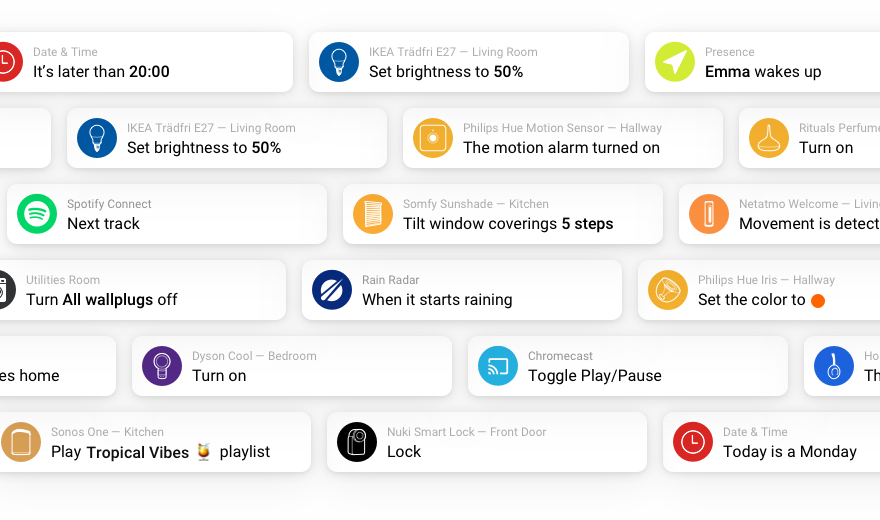 Date & Time
It's later than 20:00
IKEA Trädfri E27 — Living Room
Set brightness to 50%
Presence
Emma wakes up
IKEA Trädfri E27 — Living Room
Set brightness to 50%
Philips Hue Motion Sensor — Hallway
The motion alarm turned on
Rituals Perfume
Turn on
Spotify Connect
Next track
Somfy Sunshade — Kitchen
Tilt window coverings 5 steps
Netatmo Welcome — Livin
Movement is detect
Utilities Room
Turn All wallplugs off
Rain Radar
When it starts raining
Philips Hue Iris — Hallway
Set the color to
es home
Dyson Cool — Bedroom
Turn on
Chromecast
Toggle Play/Pause
Ho
Th
Sonos One — Kitchen
Play Tropical Vibes 🍹 playlist
Nuki Smart Lock — Front Door
Lock
Date & Time
Today is a Monday